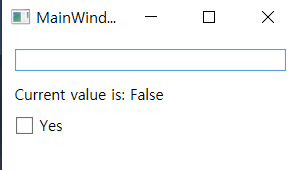 MainWind...
Current value is: False
Yes